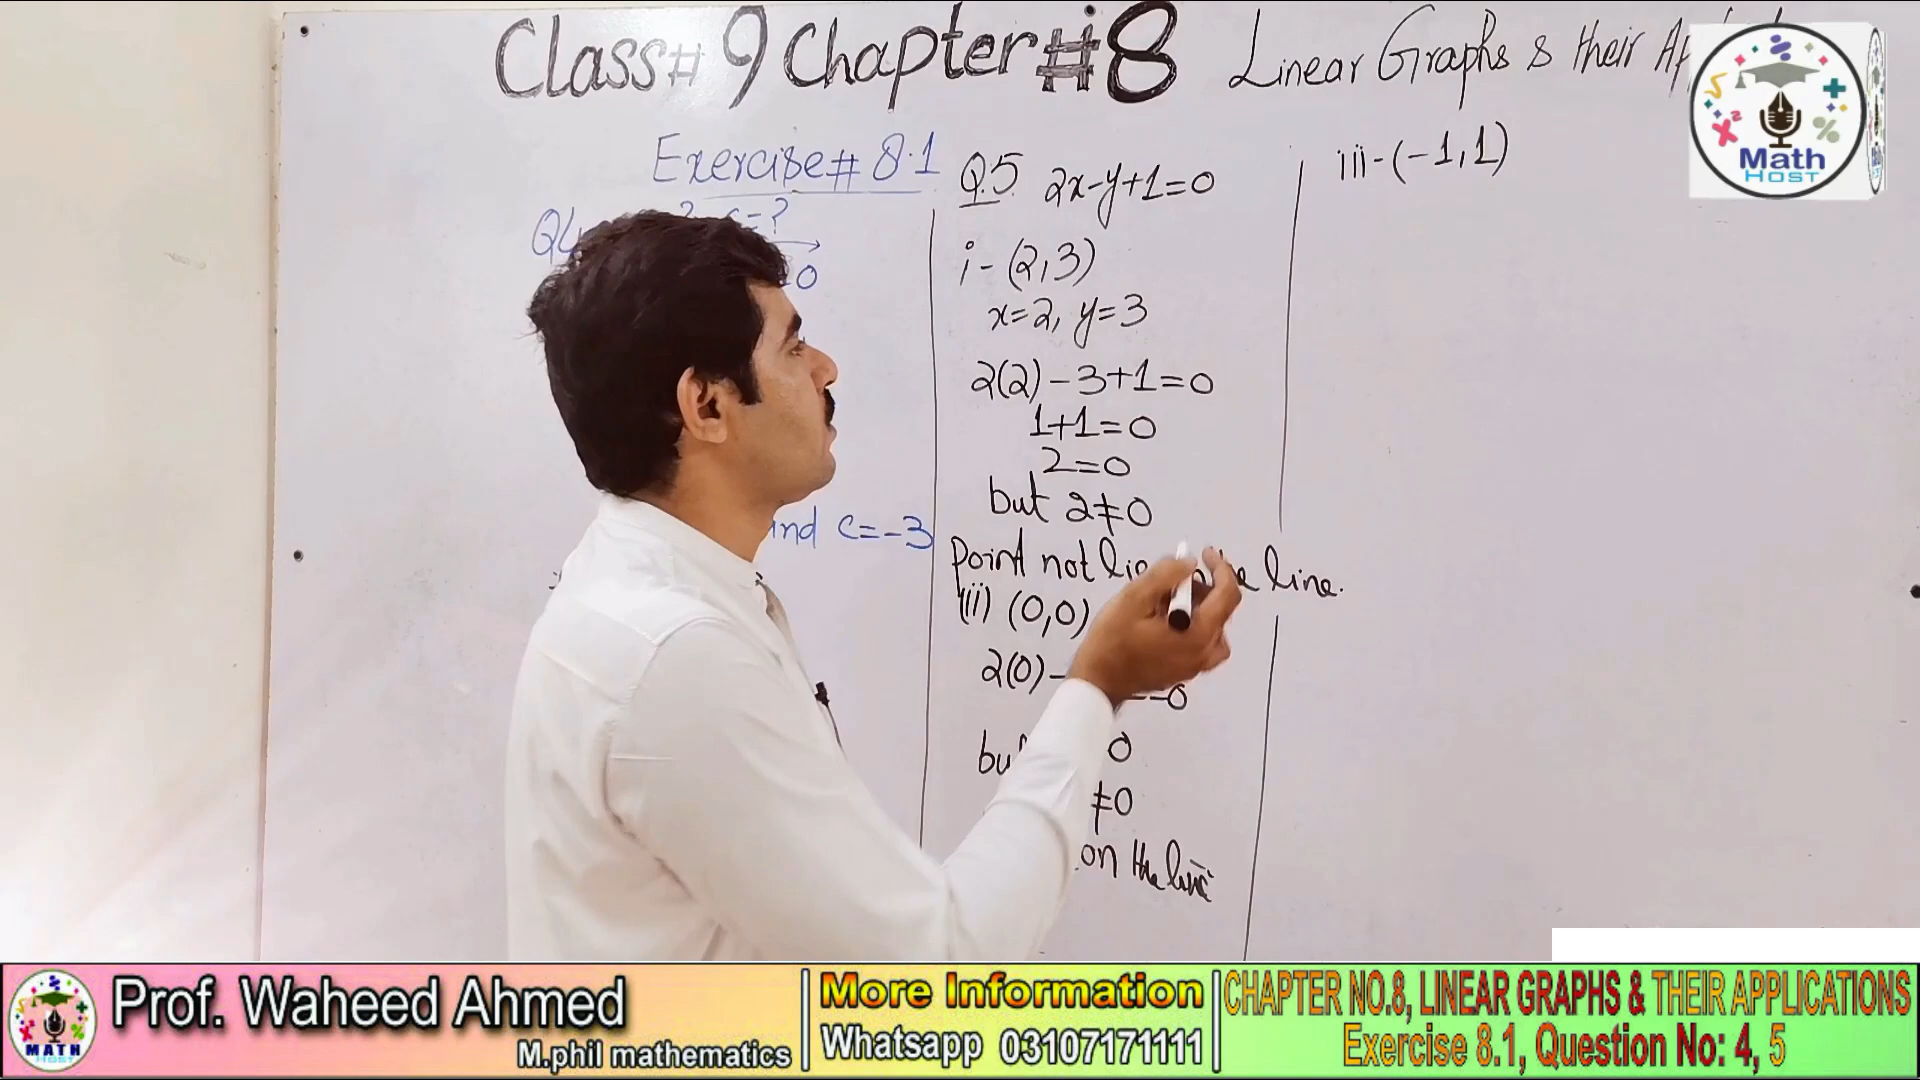 Class# 9 Chapter #8 Linear Graphs & their
Exercise# 8.1
Q4 ? c=?
0
and c=-3
Q.5 2x-y+1=0
i- (2,3)
x=2, y=3
2(2)-3+1=0
1+1=0
2=0
but 2≠0
Point not line.
(ii) (0,0)
2(0)- =0
0
≠0
on the line
iii-(-1,1)
Math
HOST
MATH
HOST
Prof. Waheed Ahmed
M.phil mathematics
More Information
Whatsapp 03107171111
CHAPTER NO.8, LINEAR GRAPHS & THEIR APPLICATIONS
Exercise 8.1, Question No: 4, 5